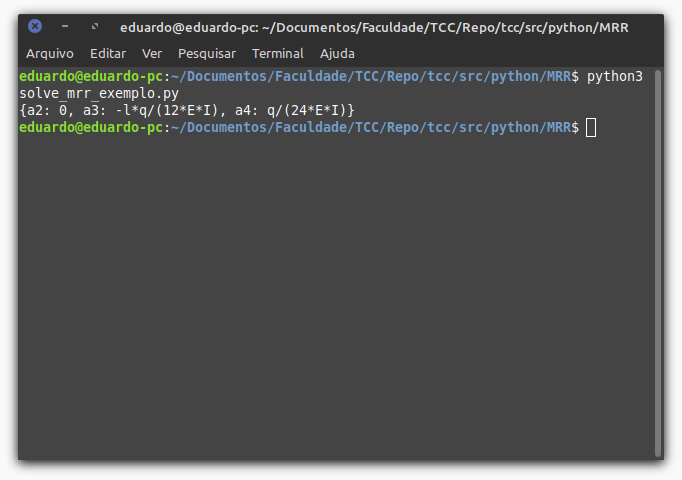 eduardo@eduardo-pc: ~/Documentos/Faculdade/TCC/Repo/tcc/src/python/MRR
Arquivo Editar Ver Pesquisar Terminal Ajuda
eduardo@eduardo-pc:~/Documentos/Faculdade/TCC/Repo/tcc/src/python/MRR$ python3
solve_mrr_exemplo.py
{a2: 0, a3: -l*q/(12*E*I), a4: q/(24*E*I)}
eduardo@eduardo-pc:~/Documentos/Faculdade/TCC/Repo/tcc/src/python/MRR$